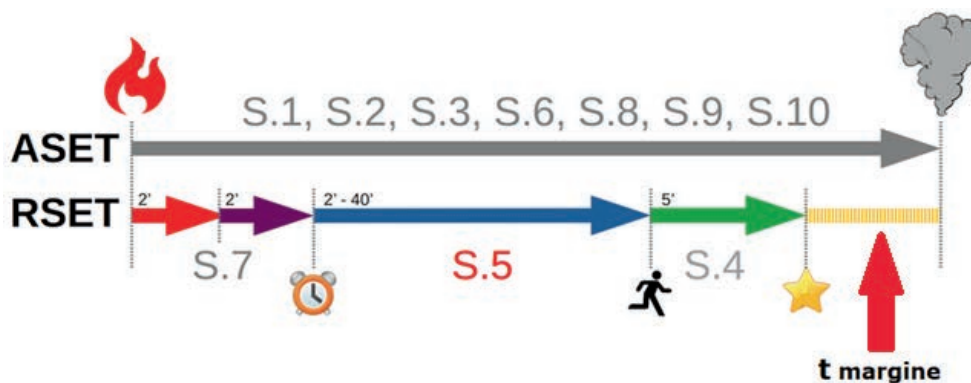 S.1, S.2, S.3, S.6, S.8, S.9, S.10
ASET
RSET
2' 2' 2' - 40' 5'
S.7 S.5 S.4
t margine